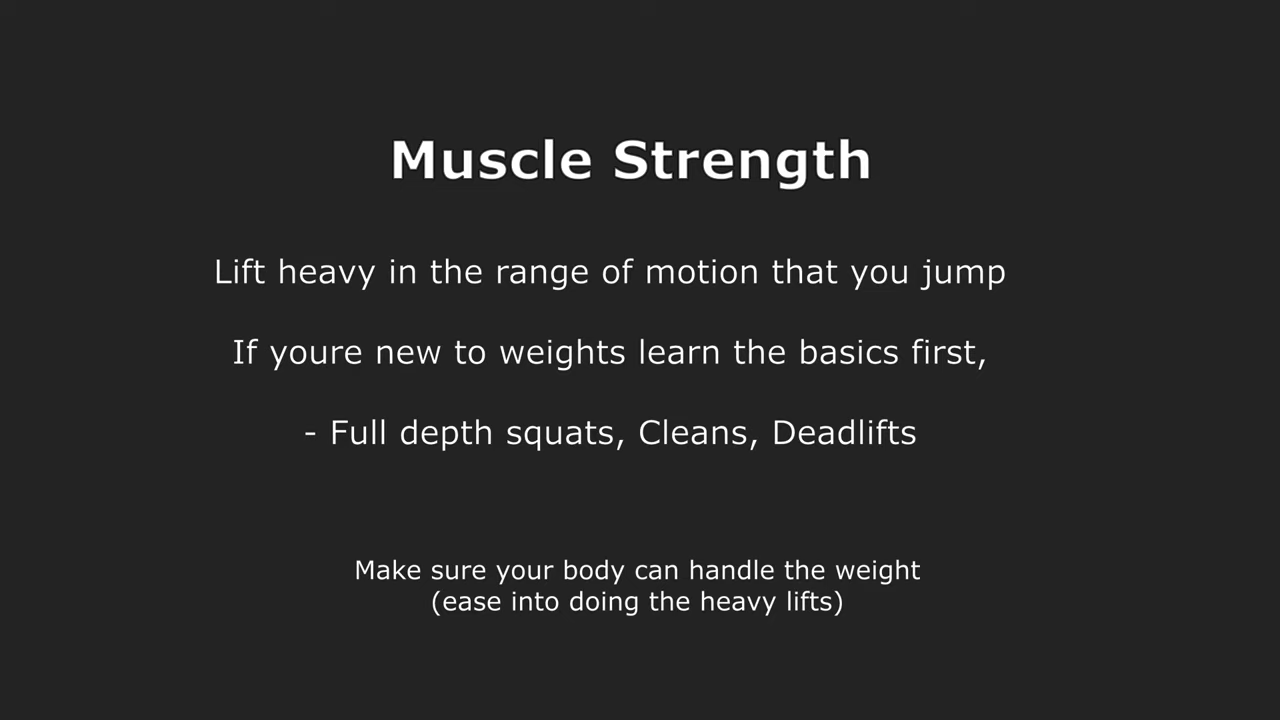 Muscle Strength
Lift heavy in the range of motion that you jump
If youre new to weights learn the basics first,
- Full depth squats, Cleans, Deadlifts
Make sure your body can handle the weight
(ease into doing the heavy lifts)